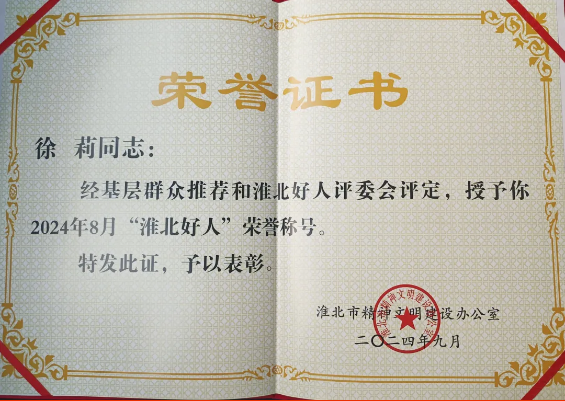 荣誉证书
徐 莉同志：
经基层群众推荐和淮北好人评委会评定，授予你
2024年8月“淮北好人”荣誉称号。
特发此证，予以表彰。
淮北市精神文明建设办公室
二〇二四年九月